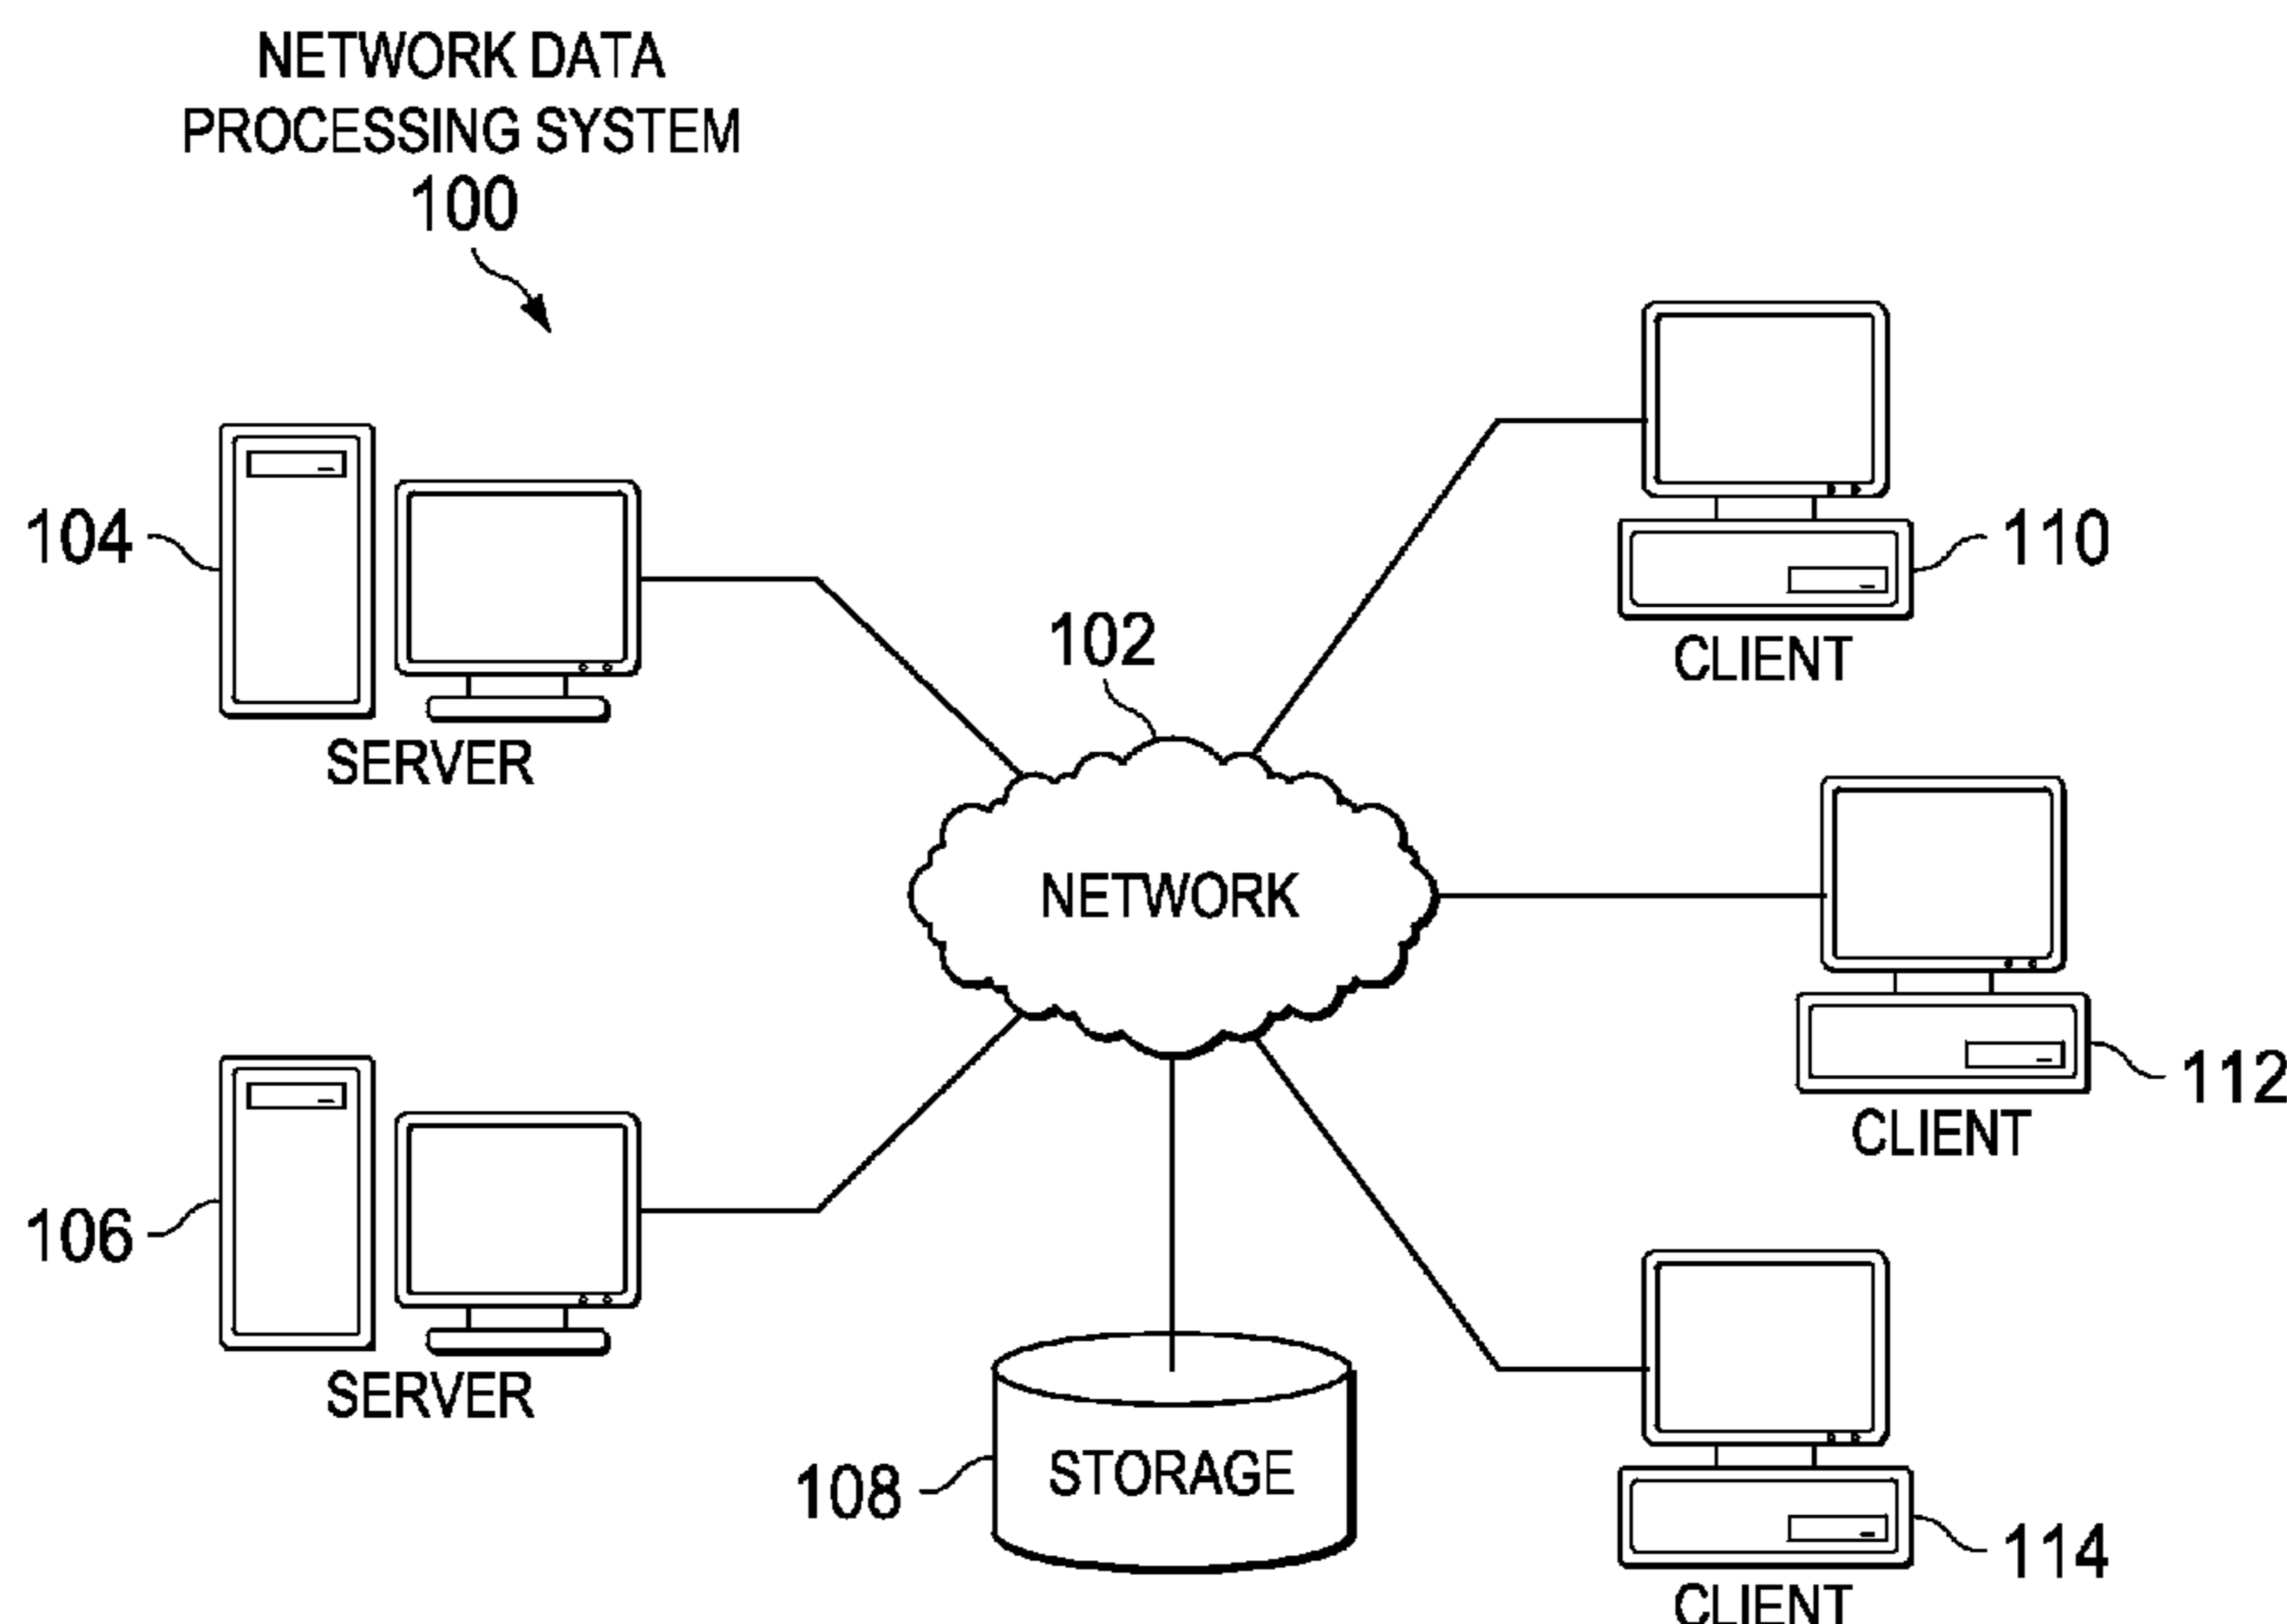 NETWORK DATA
PROCESSING SYSTEM
100
104
SERVER
110
CLIENT
102
NETWORK
112
CLIENT
106
SERVER
108
STORAGE
114
CLIENT